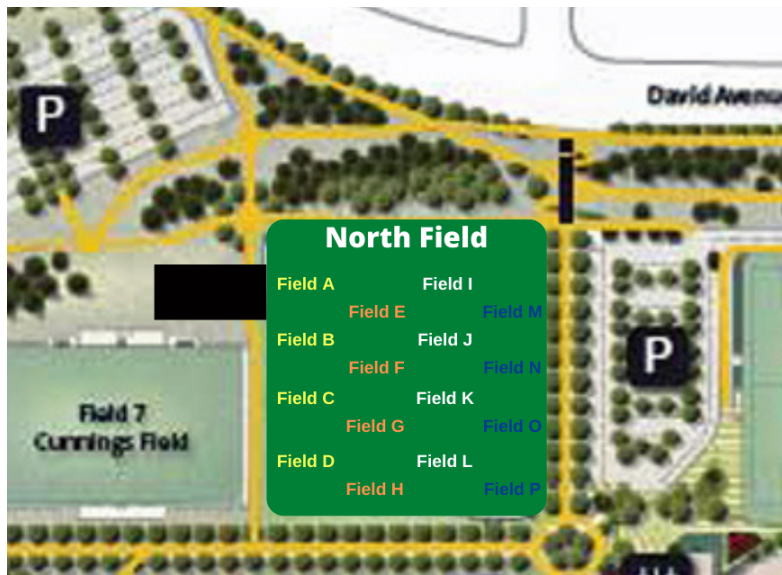 P
David Avenu
North Field
Field A
Field I
Field E
Field M
Field B
Field J
Field F
Field N
Field C
Field K
Field G
Field O
Field D
Field L
Field H
Field P
Field 7
Cunnings Field
P